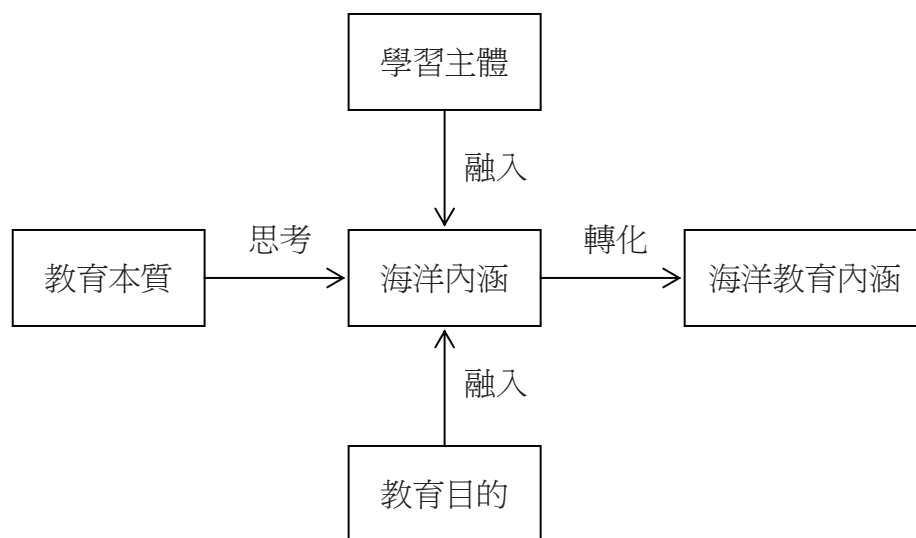 學習主體
融入
思考
轉化
教育本質
海洋內涵
海洋教育內涵
融入
教育目的